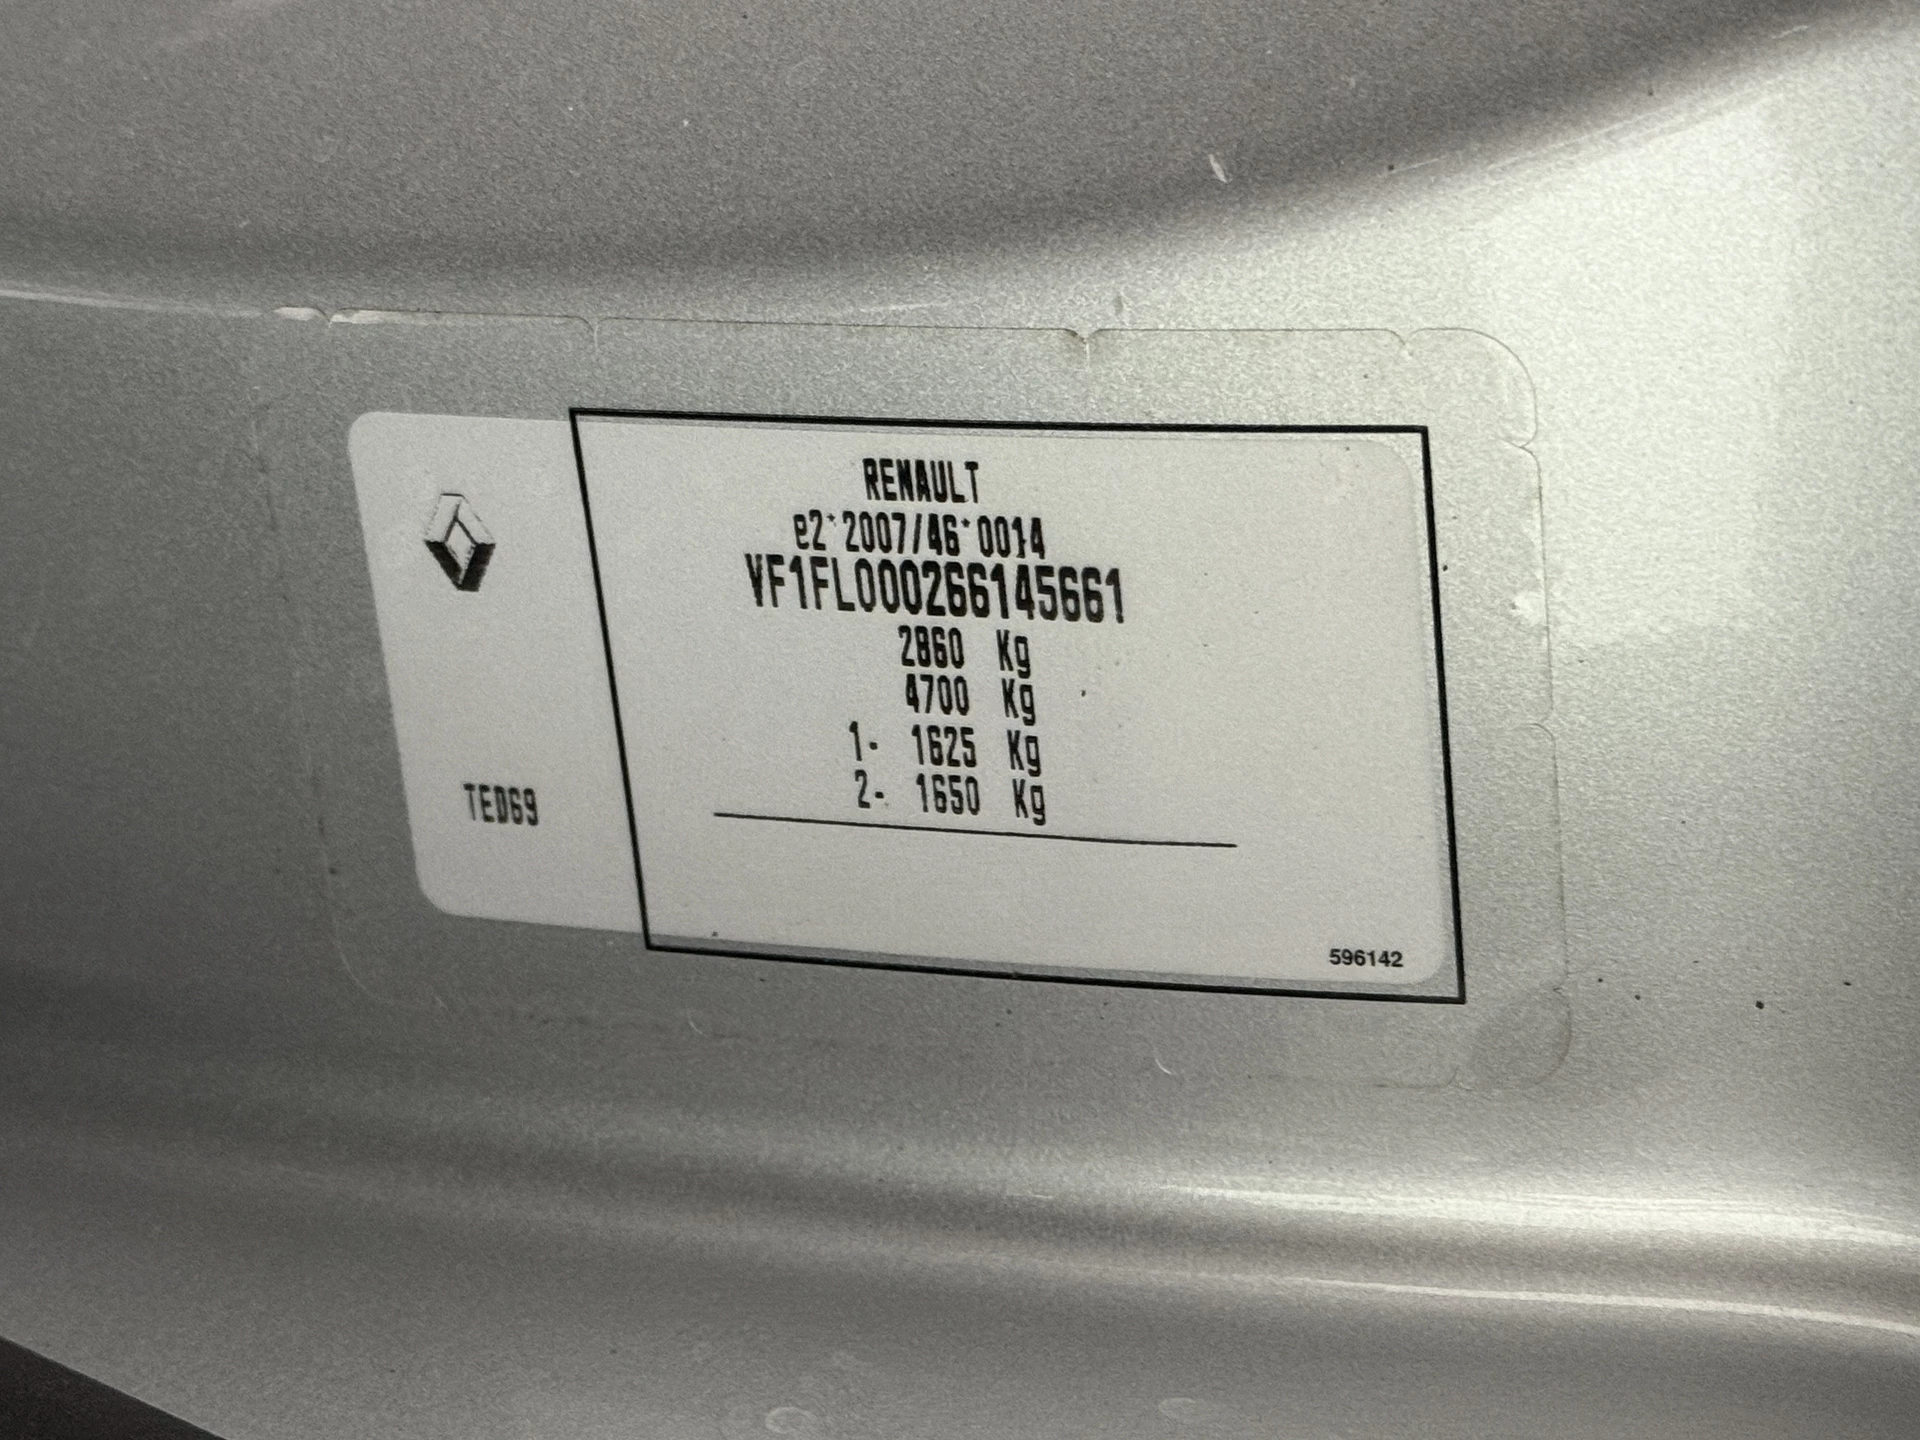 RENAULT
e2*2007/46*0014
VF1FL000266145661
2860 Kg
4700 Kg
1- 1625 Kg
2- 1650 Kg
TED69
596142